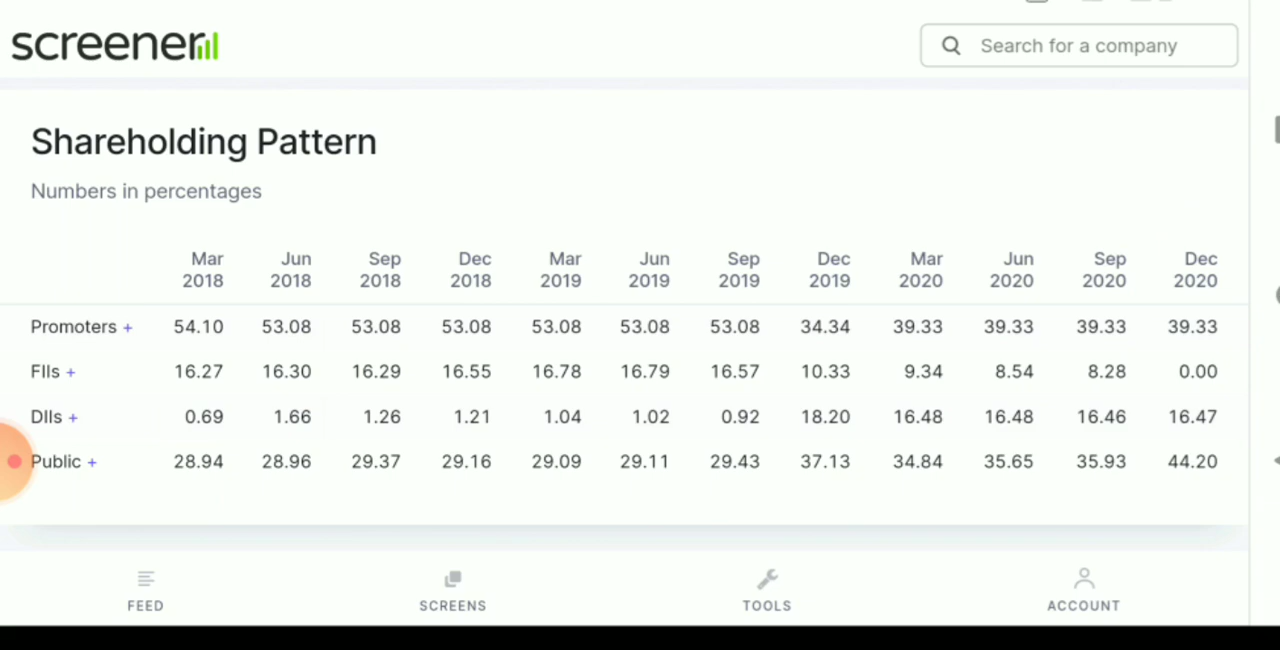 screener
Search for a company
Shareholding Pattern
Numbers in percentages
Mar 2018 Jun 2018 Sep 2018 Dec 2018 Mar 2019 Jun 2019 Sep 2019 Dec 2019 Mar 2020 Jun 2020 Sep 2020 Dec 2020
Promoters + 54.10 53.08 53.08 53.08 53.08 53.08 53.08 34.34 39.33 39.33 39.33 39.33
FIIs + 16.27 16.30 16.29 16.55 16.78 16.79 16.57 10.33 9.34 8.54 8.28 0.00
DIIs + 0.69 1.66 1.26 1.21 1.04 1.02 0.92 18.20 16.48 16.48 16.46 16.47
Public + 28.94 28.96 29.37 29.16 29.09 29.11 29.43 37.13 34.84 35.65 35.93 44.20
FEED SCREENS TOOLS ACCOUNT